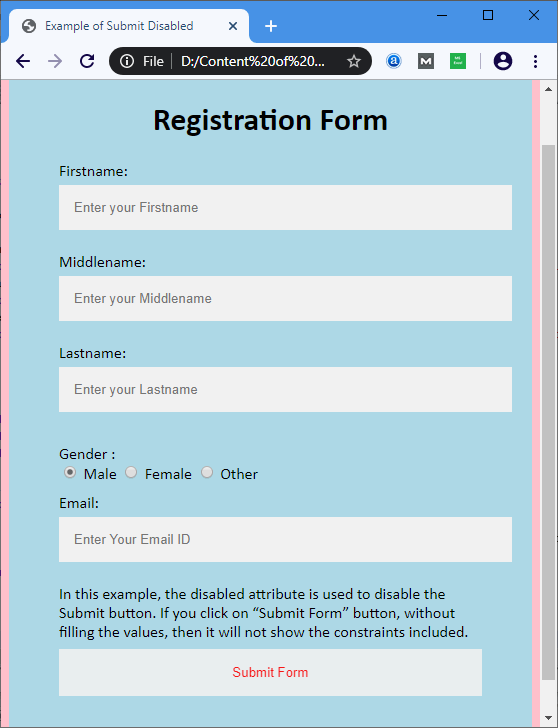 Example of Submit Disabled
File
D:/Content%20of%20...
Registration Form
Firstname:
Enter your Firstname
Middlename:
Enter your Middlename
Lastname:
Enter your Lastname
Gender :
Male Female Other
Email:
Enter Your Email ID
In this example, the disabled attribute is used to disable the
Submit button. If you click on “Submit Form” button, without
filling the values, then it will not show the constraints included.
Submit Form